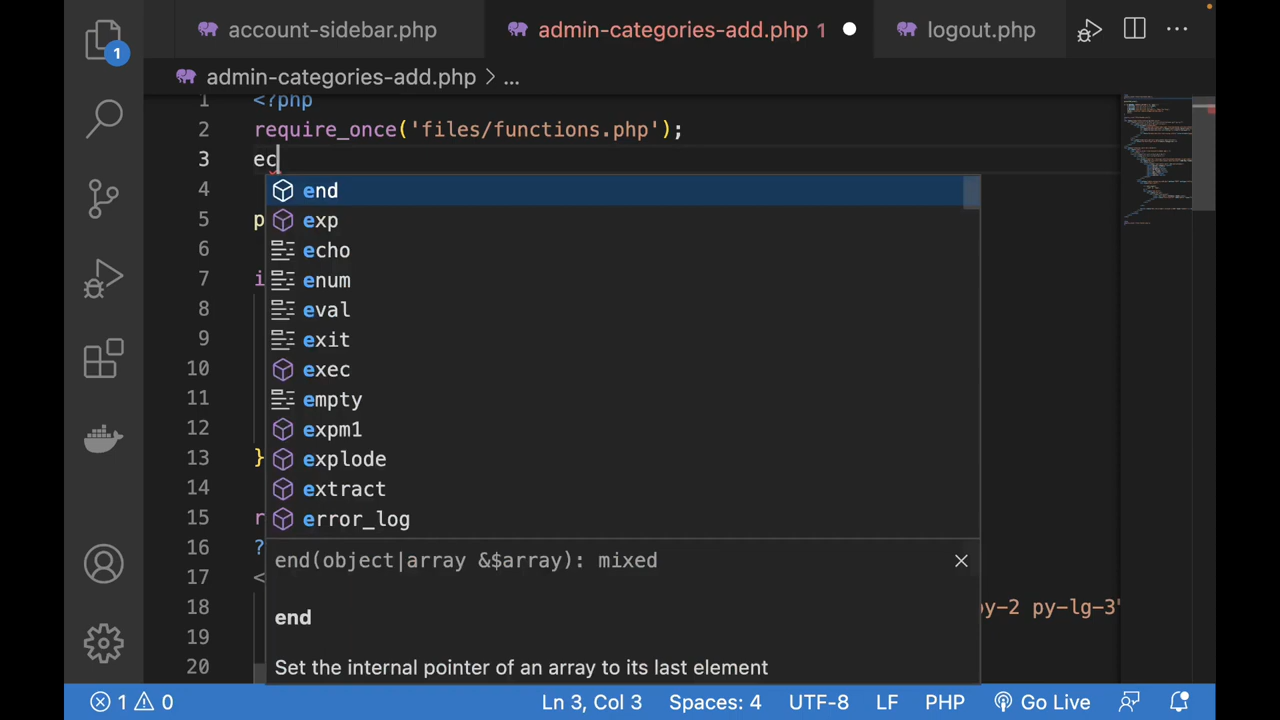 account-sidebar.php
admin-categories-add.php 1
logout.php
1
admin-categories-add.php > ...
1 <?php
2 require_once('files/functions.php');
3 ec
4
5 p
6
7 i
8
9
10
11
12
13 }
14
15 r
16 ?
17 <
18 py-2 py-lg-3"
19
20
end
exp
echo
enum
eval
exit
exec
empty
expm1
explode
extract
error_log
end(object|array &$array): mixed
end
Set the internal pointer of an array to its last element
1 0
Ln 3, Col 3
Spaces: 4
UTF-8
LF
PHP
Go Live